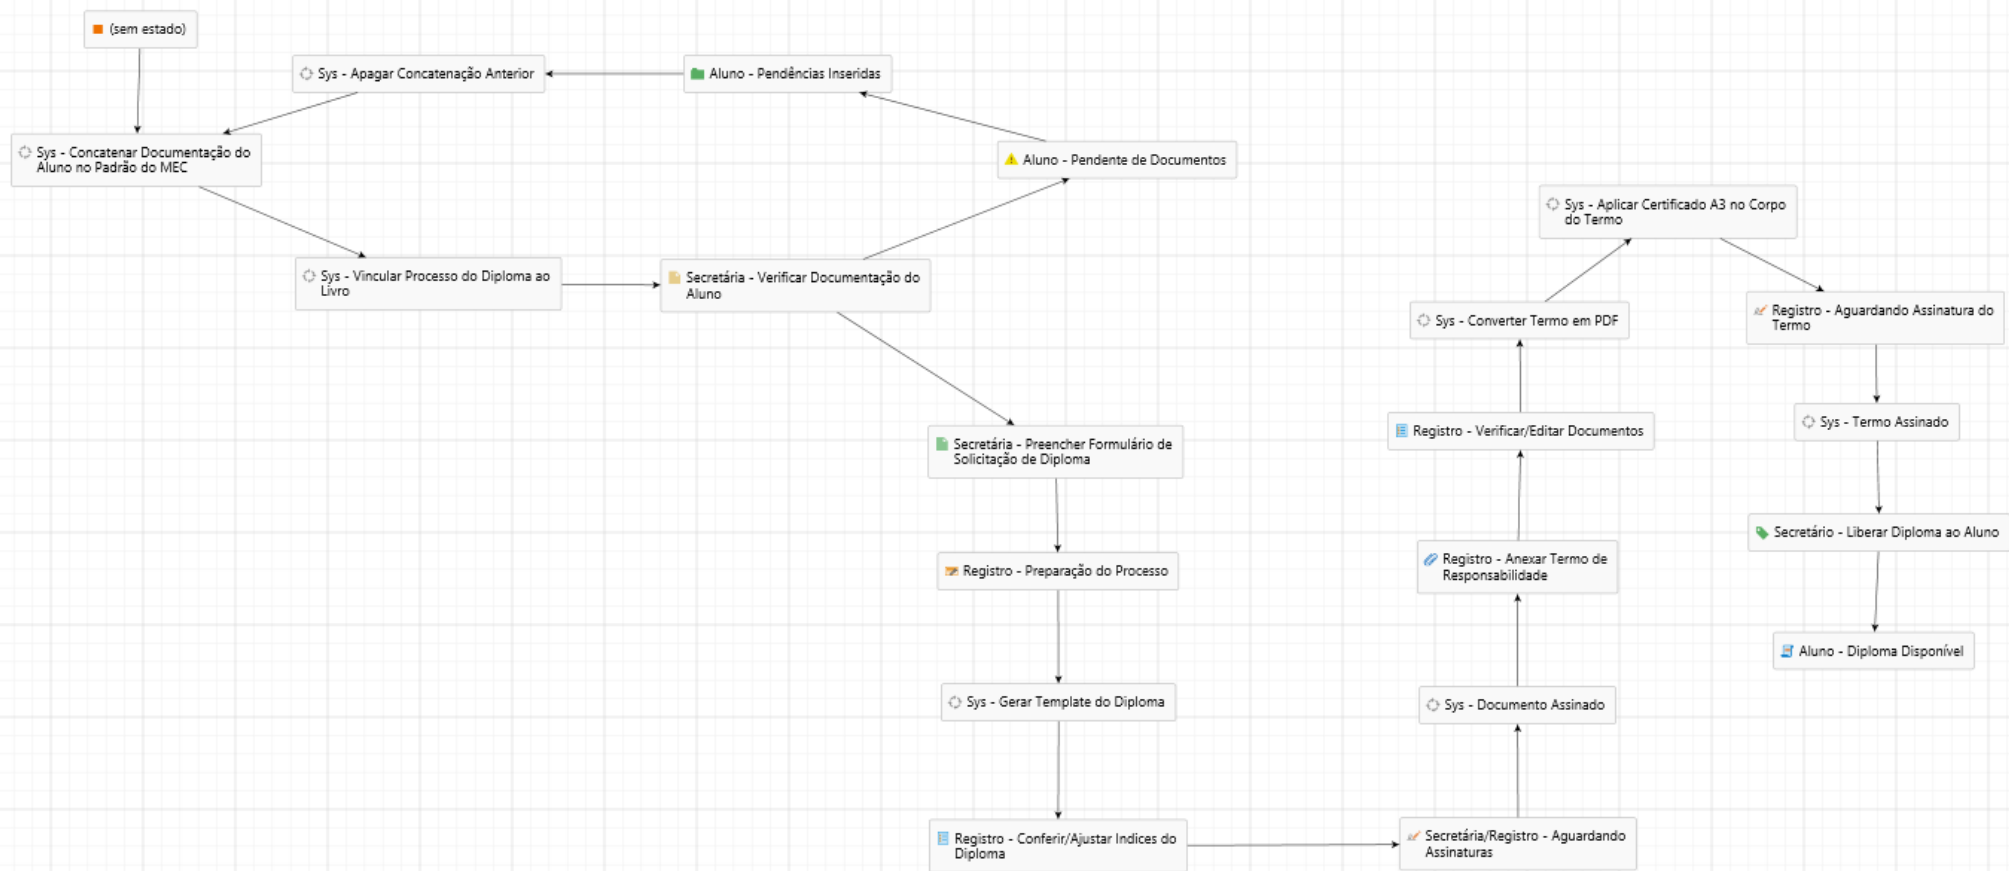 (sem estado)
Sys - Apagar Concatenação Anterior
Aluno - Pendências Inseridas
Sys - Concatenar Documentação do
Aluno no Padrão do MEC
Aluno - Pendente de Documentos
Sys - Vincular Processo do Diploma ao
Livro
Secretária - Verificar Documentação do
Aluno
Secretária - Preencher Formulário de
Solicitação de Diploma
Registro - Preparação do Processo
Sys - Gerar Template do Diploma
Registro - Conferir/Ajustar Indices do
Diploma
Secretária/Registro - Aguardando
Assinaturas
Sys - Documento Assinado
Registro - Anexar Termo de
Responsabilidade
Registro - Verificar/Editar Documentos
Sys - Converter Termo em PDF
Sys - Aplicar Certificado A3 no Corpo
do Termo
Registro - Aguardando Assinatura do
Termo
Sys - Termo Assinado
Secretário - Liberar Diploma ao Aluno
Aluno - Diploma Disponível